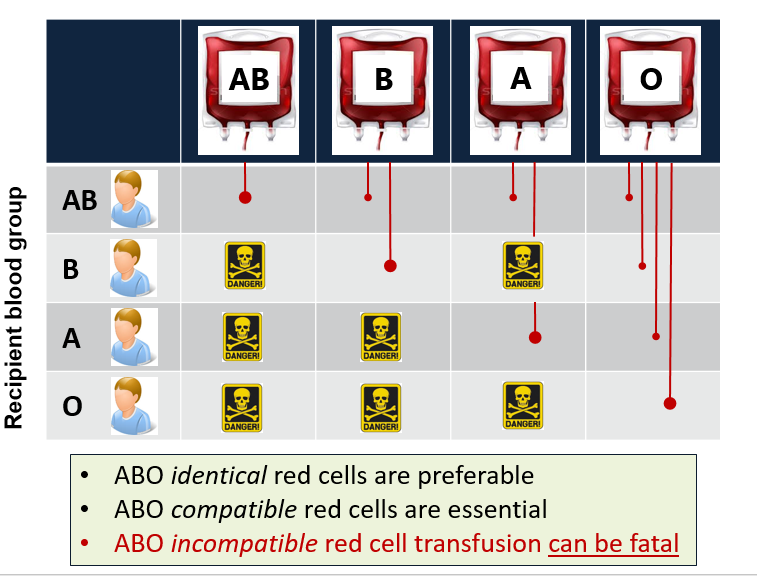 AB B A O
Recipient blood group
AB
B
DANGER! DANGER!
A
DANGER! DANGER!
O
DANGER! DANGER! DANGER!
• ABO identical red cells are preferable
• ABO compatible red cells are essential
• ABO incompatible red cell transfusion can be fatal